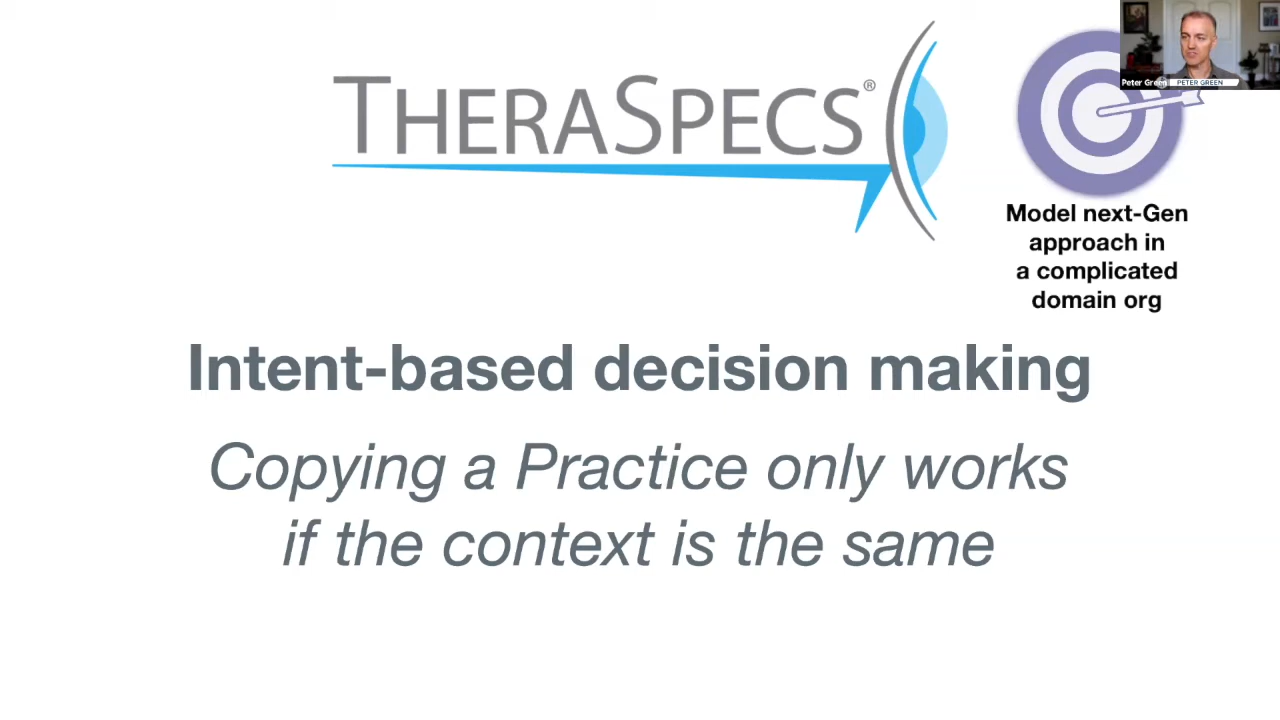 THERASPECS®
Peter Green
PETER GREEN
Model next-Gen
approach in
a complicated
domain org
Intent-based decision making
Copying a Practice only works
if the context is the same